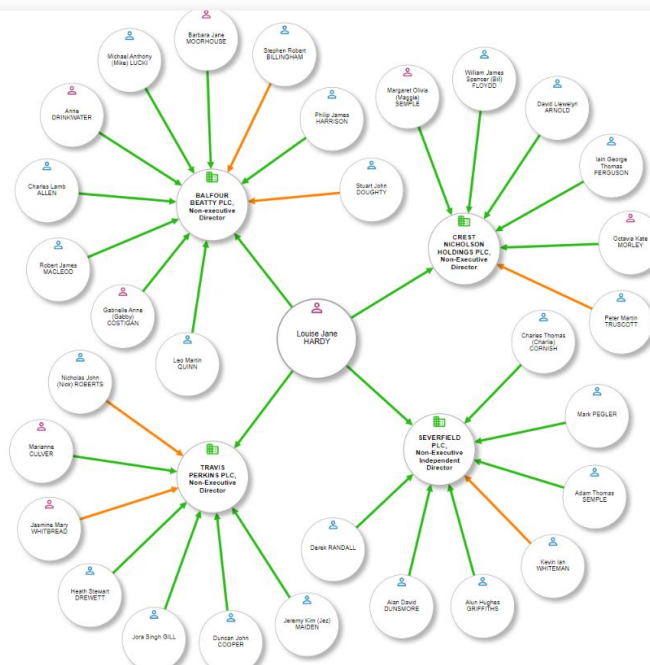 Barbara Jane
MOORHOUSE
Michael Anthony
(Mike) LUCKI
Stephen Robert
BILLINGHAM
William James
Spencer (Bill)
FLOYDD
Margaret Olivia
(Maggie)
SEMPLE
David Llewelyn
ARNOLD
Anne
DRINKWATER
Philip James
HARRISON
Iain George
Thomas
FERGUSON
Charles Lamb
ALLEN
BALFOUR
BEATTY PLC,
Non-executive
Director
Stuart John
DOUGHTY
CREST
NICHOLSON
HOLDINGS PLC,
Non-Executive
Director
Octavia Kate
MORLEY
Robert James
MACLEOD
Gabrielle Anne
(Gabby)
COSTIGAN
Louise Jane
HARDY
Peter Martin
TRUSCOTT
Charles Thomas
(Charlie)
CORNISH
Leo Martin
QUINN
Nicholas John
(Nick) ROBERTS
Mark PEGLER
Marianne
CULVER
TRAVIS
PERKINS PLC,
Non-Executive
Director
SEVERFIELD
PLC,
Non-Executive
Independent
Director
Adam Thomas
SEMPLE
Jasmine Mary
WHITBREAD
Derek RANDALL
Kevin Ian
WHITEMAN
Heath Stewart
DREWETT
Alan David
DUNSMORE
Alun Hughes
GRIFFITHS
Jora Singh GILL
Duncan John
COOPER
Jeremy Kim (Jez)
MAIDEN